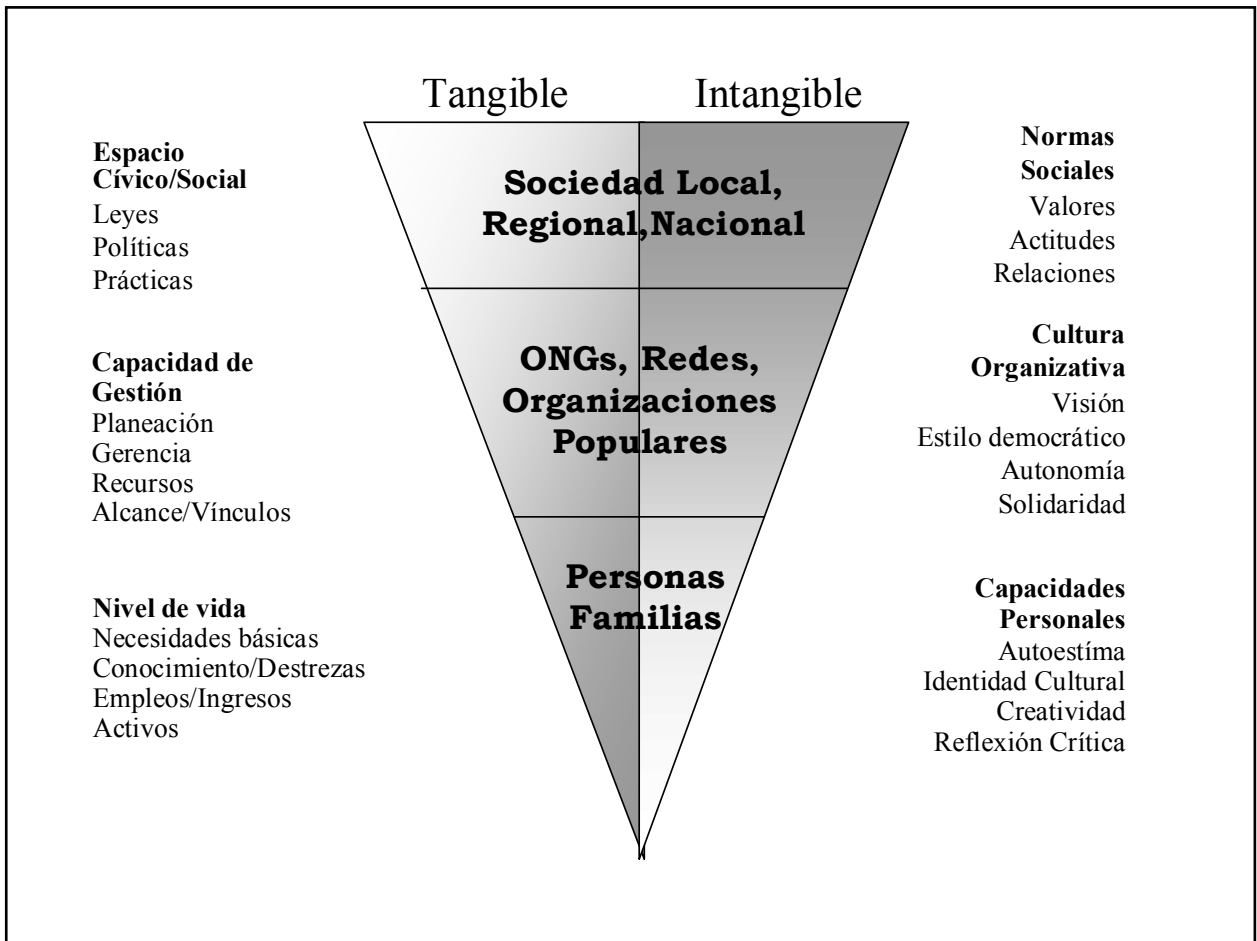 Tangible
Intangible
Espacio
Cívico/Social
Leyes
Políticas
Prácticas
Sociedad Local,
Regional,Nacional
Normas
Sociales
Valores
Actitudes
Relaciones
Capacidad de
Gestión
Planeación
Gerencia
Recursos
Alcance/Vínculos
ONGs, Redes,
Organizaciones
Populares
Cultura
Organizativa
Visión
Estilo democrático
Autonomía
Solidaridad
Nivel de vida
Necesidades básicas
Conocimiento/Destrezas
Empleos/Ingresos
Activos
Personas
Familias
Capacidades
Personales
Autoestíma
Identidad Cultural
Creatividad
Reflexión Crítica